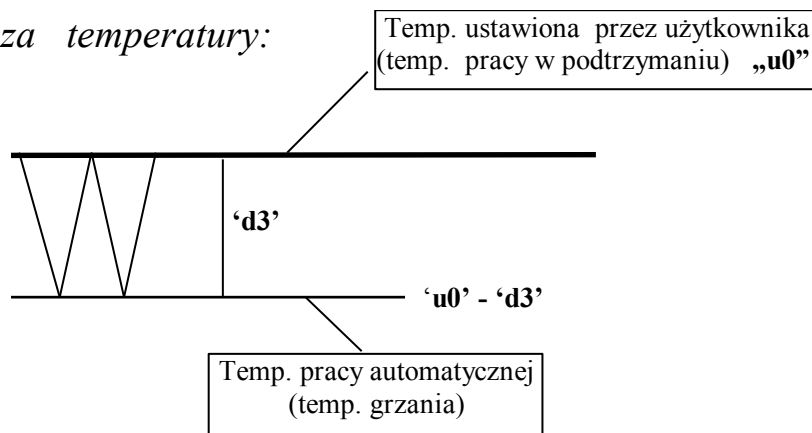 za temperatury:
Temp. ustawiona przez użytkownika
(temp. pracy w podtrzymaniu) „u0”
‘d3’
‘u0’ - ‘d3’
Temp. pracy automatycznej
(temp. grzania)